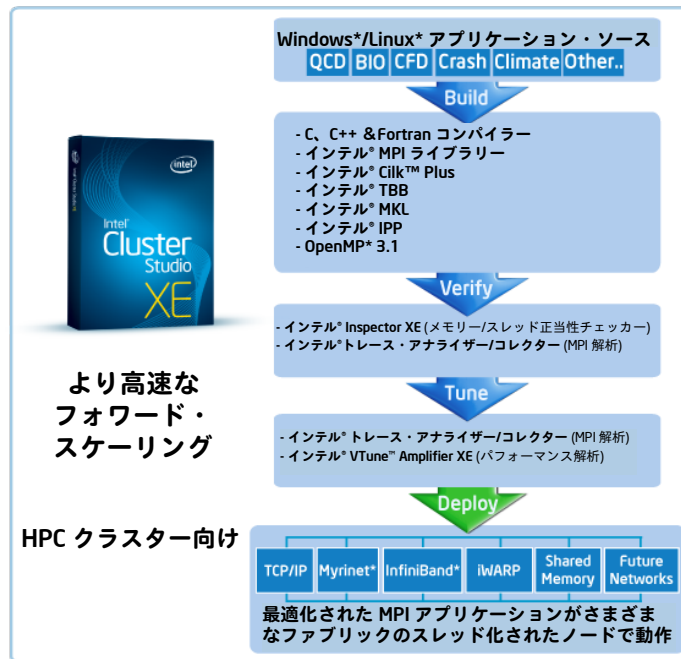 Windows*/Linux* アプリケーション・ソース
QCD BIO CFD Crash Climate Other..
Build
- C、C++ &Fortran コンパイラー
- インテル® MPI ライブラリー
- インテル® Cilk™ Plus
- インテル® TBB
- インテル® MKL
- インテル® IPP
- OpenMP* 3.1
intel
Intel®
Cluster
Studio
XE
Verify
- インテル® Inspector XE (メモリー/スレッド正当性チェッカー)
- インテル®トレース・アナライザー/コレクター (MPI 解析)
より高速な
フォワード・
スケーリング
Tune
- インテル® トレース・アナライザー/コレクター (MPI 解析)
- インテル® VTune™ Amplifier XE (パフォーマンス解析)
Deploy
HPC クラスター向け
TCP/IP Myrinet* InfiniBand* iWARP Shared Memory Future Networks
最適化された MPI アプリケーションがさまざま
なファブリックのスレッド化されたノードで動作